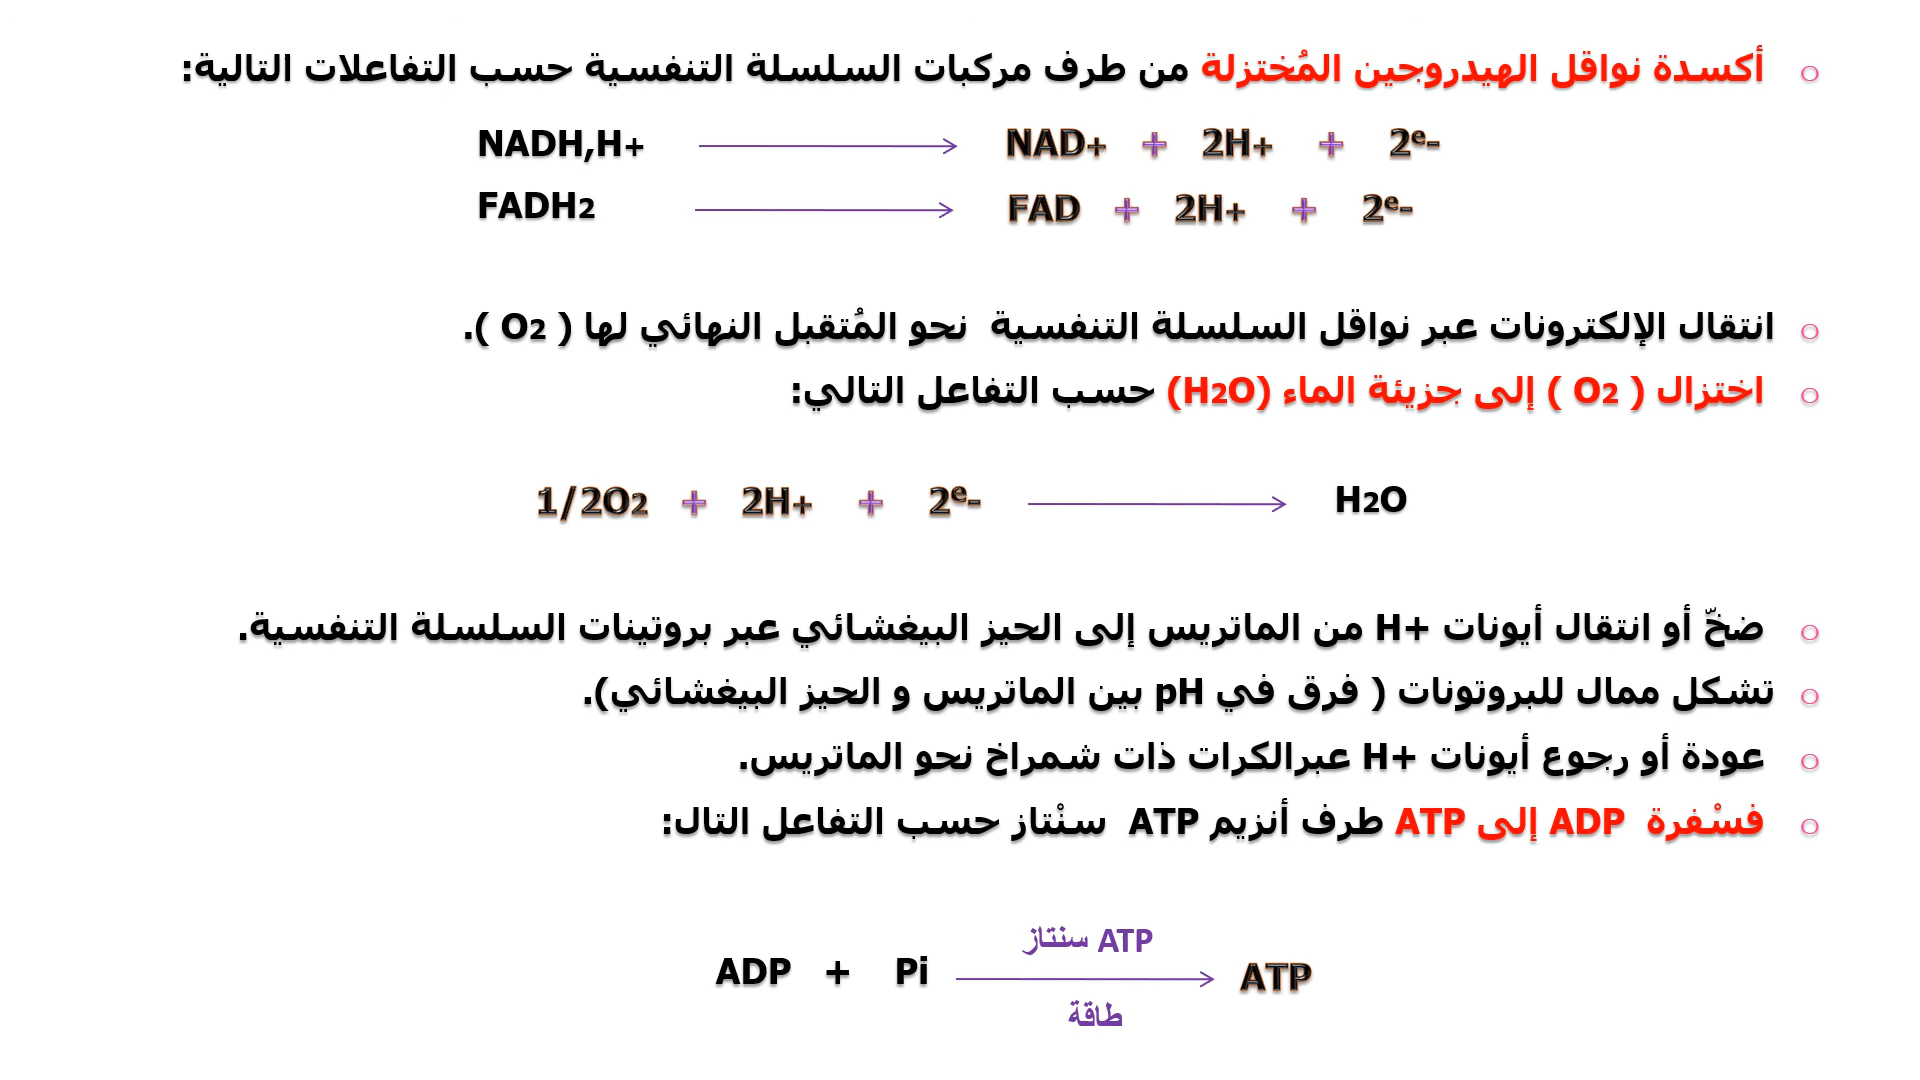 أكسدة نواقل الهيدروجين المُختزلة من طرف مركبات السلسلة التنفسية حسب التفاعلات التالية:
NADH,H+ → NAD+ + 2H+ + 2e-
FADH2 → FAD + 2H+ + 2e-
انتقال الإلكترونات عبر نواقل السلسلة التنفسية نحو المُتقبل النهائي لها ( O2 ).
اختزال ( O2 ) إلى جزيئة الماء (H2O) حسب التفاعل التالي:
1/2O2 + 2H+ + 2e- → H2O
ضخّ أو انتقال أيونات H+ من الماتريس إلى الحيز البيغشائي عبر بروتينات السلسلة التنفسية.
تشكل ممال للبروتونات ( فرق في pH بين الماتريس و الحيز البيغشائي).
عودة أو رجوع أيونات H+ عبرالكرات ذات شمراخ نحو الماتريس.
فسْفرة ADP إلى ATP طرف أنزيم ATP سنْتاز حسب التفاعل التال:
ATP سنتاز
ADP + Pi → ATP
طاقة